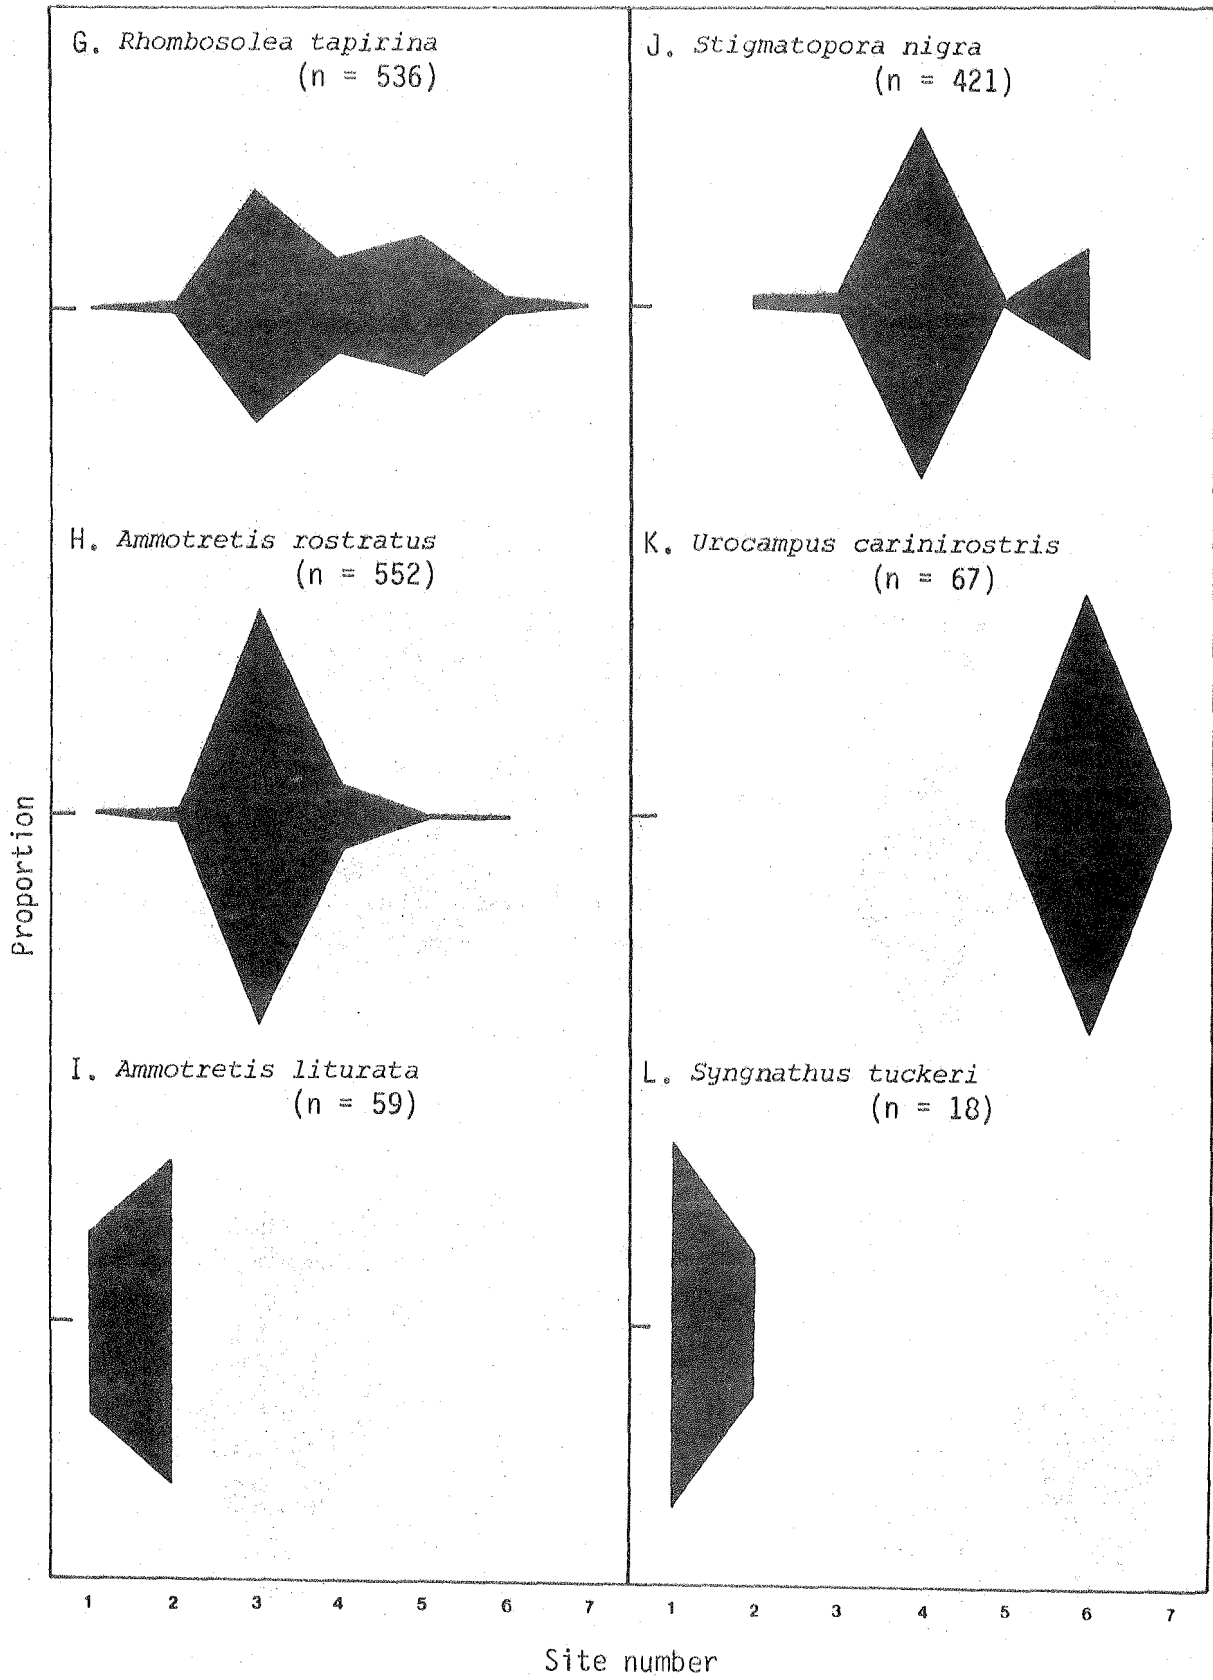 G. Rhombosolea tapirina
(n = 536)
J. Stigmatopora nigra
(n = 421)
H. Ammotretis rostratus
(n = 552)
K. Urocampus carinirostris
(n = 67)
I. Ammotretis liturata
(n = 59)
L. Syngnathus tuckeri
(n = 18)
Proportion
1 2 3 4 5 6 7
1 2 3 4 5 6 7
Site number